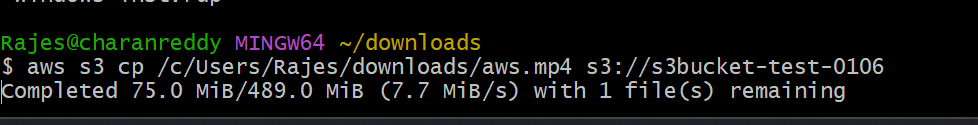 Rajes@charanreddy MINGW64 ~/downloads
$ aws s3 cp /c/Users/Rajes/downloads/aws.mp4 s3://s3bucket-test-0106
Completed 75.0 MiB/489.0 MiB (7.7 MiB/s) with 1 file(s) remaining